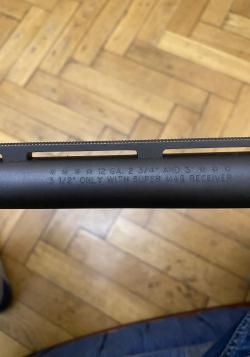 12 GA. 2 3/4" AND 3"
3 1/2" ONLY WITH SUPER MAG RECEIVER